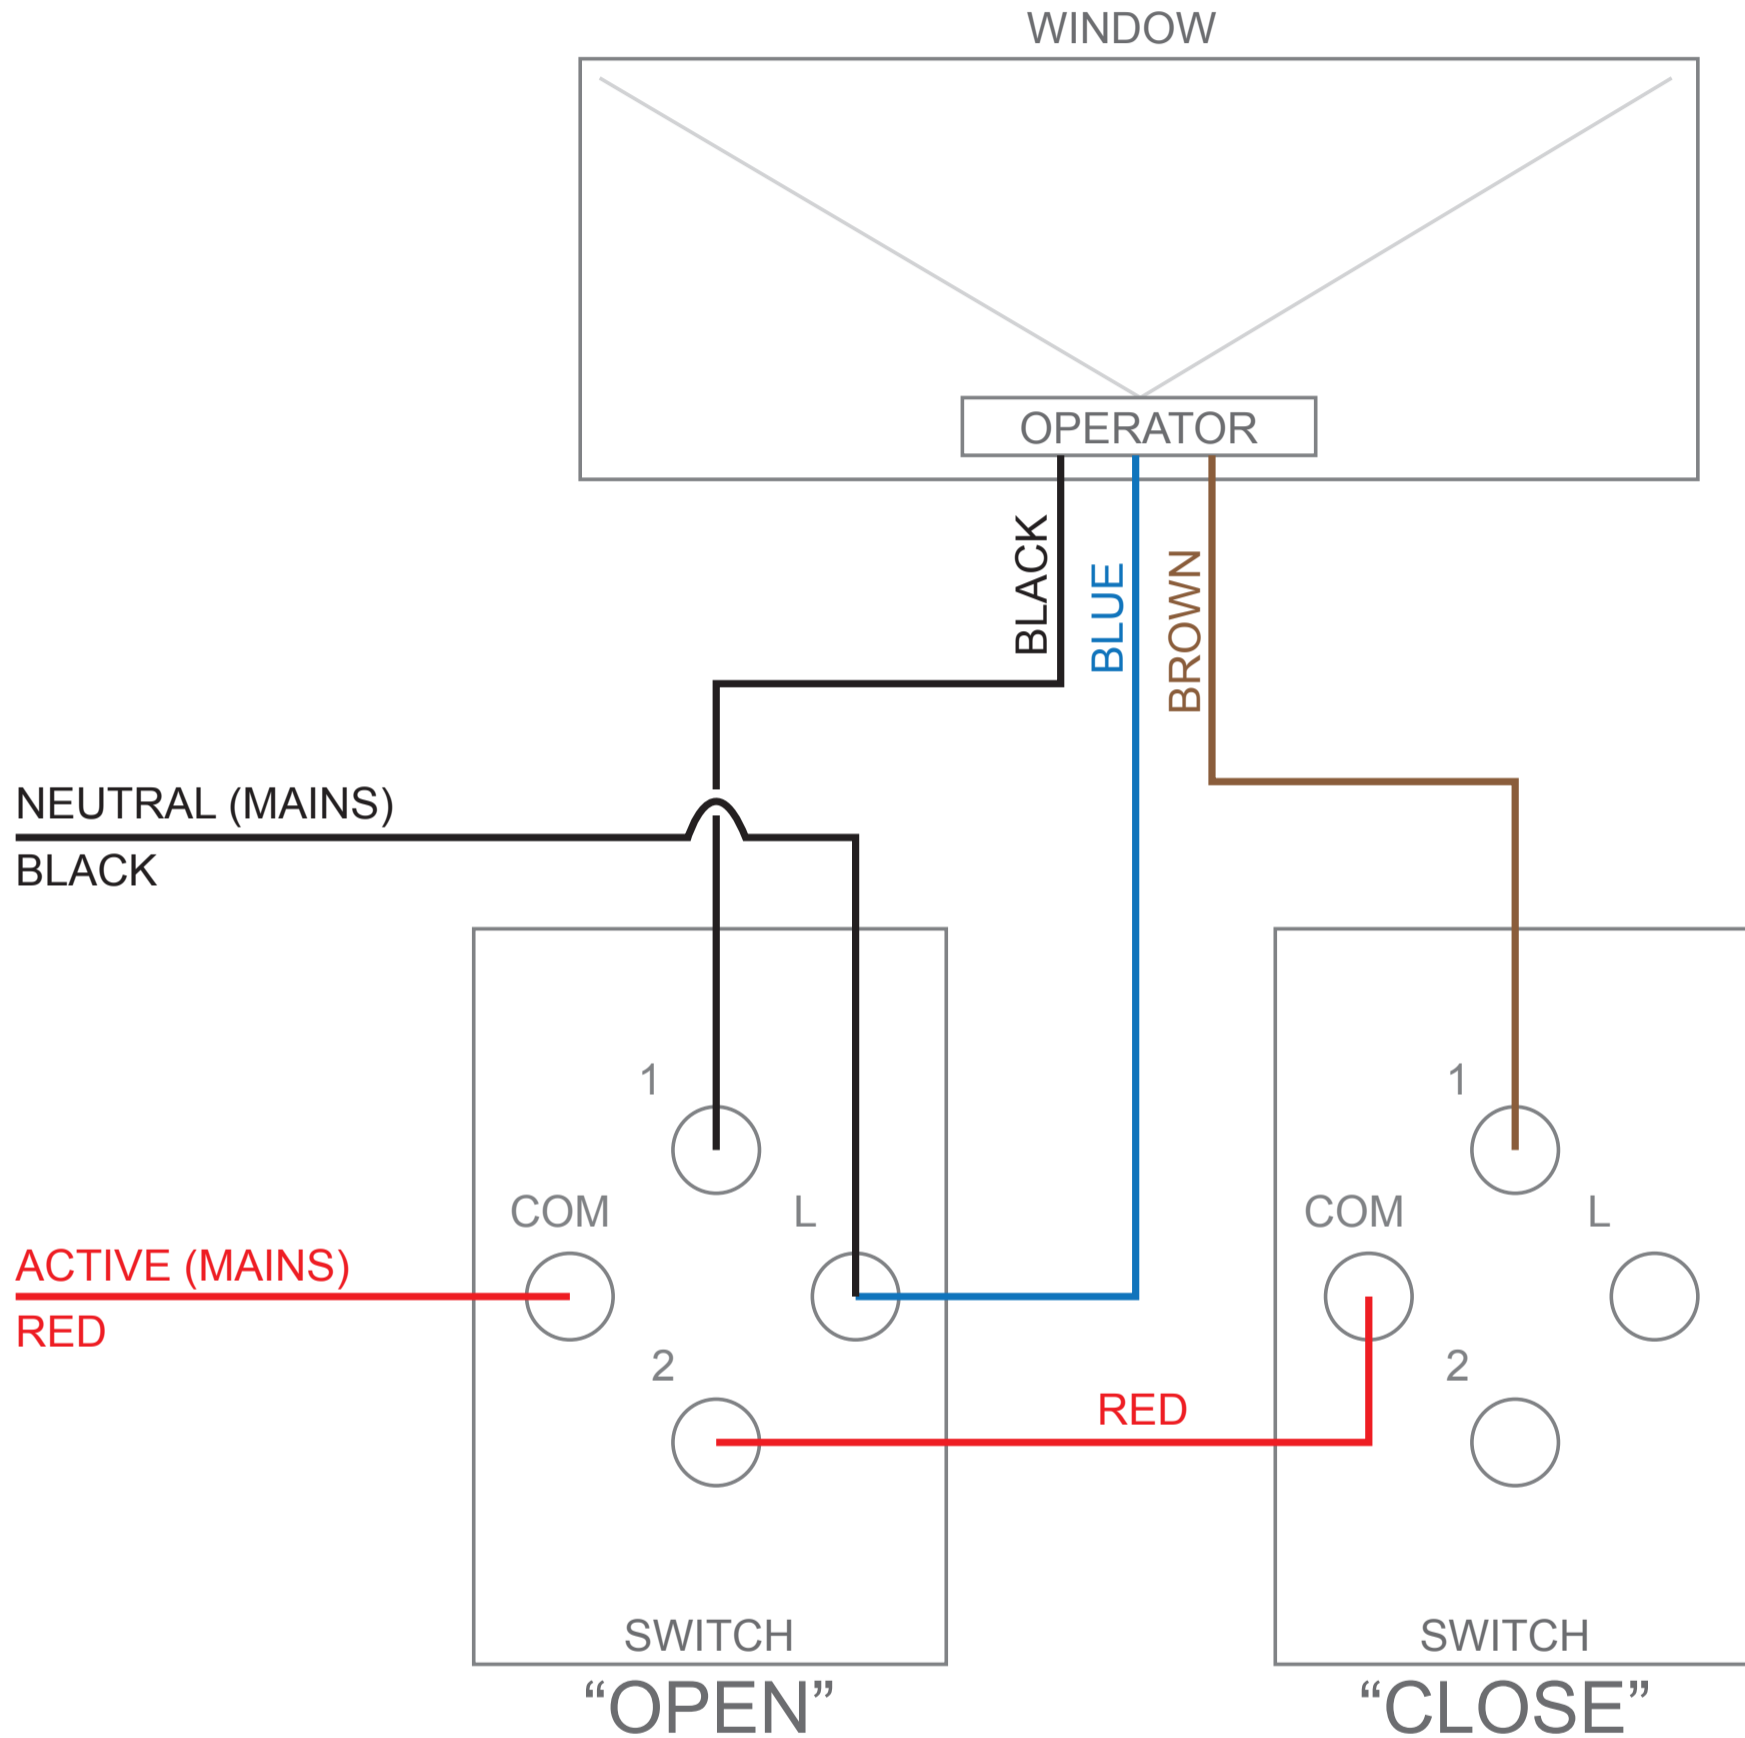 WINDOW
OPERATOR
BLACK
BLUE
BROWN
NEUTRAL (MAINS)
BLACK
1
1
COM
L
COM
L
ACTIVE (MAINS)
RED
2
2
RED
SWITCH
SWITCH
“OPEN”
“CLOSE”